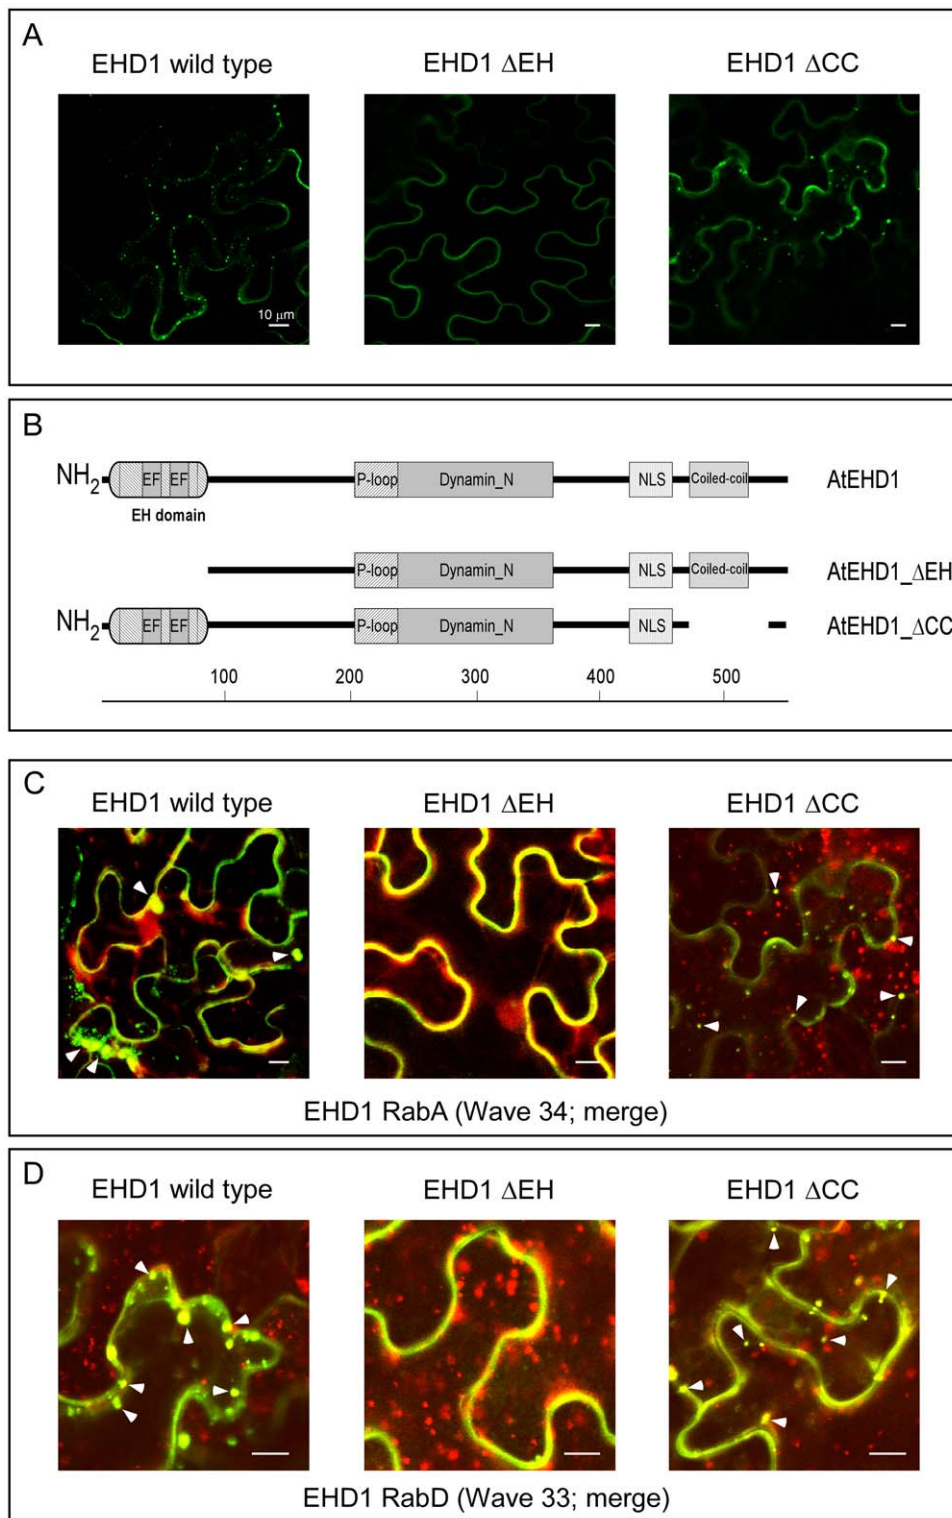 A
EHD1 wild type
EHD1 ΔEH
EHD1 ΔCC
10 μm
B
NH2 EF EF P-loop Dynamin_N NLS Coiled-coil AtEHD1
EH domain
P-loop Dynamin_N NLS Coiled-coil AtEHD1_ΔEH
NH2 EF EF P-loop Dynamin_N NLS AtEHD1_ΔCC
100 200 300 400 500
C
EHD1 wild type
EHD1 ΔEH
EHD1 ΔCC
EHD1 RabA (Wave 34; merge)
D
EHD1 wild type
EHD1 ΔEH
EHD1 ΔCC
EHD1 RabD (Wave 33; merge)